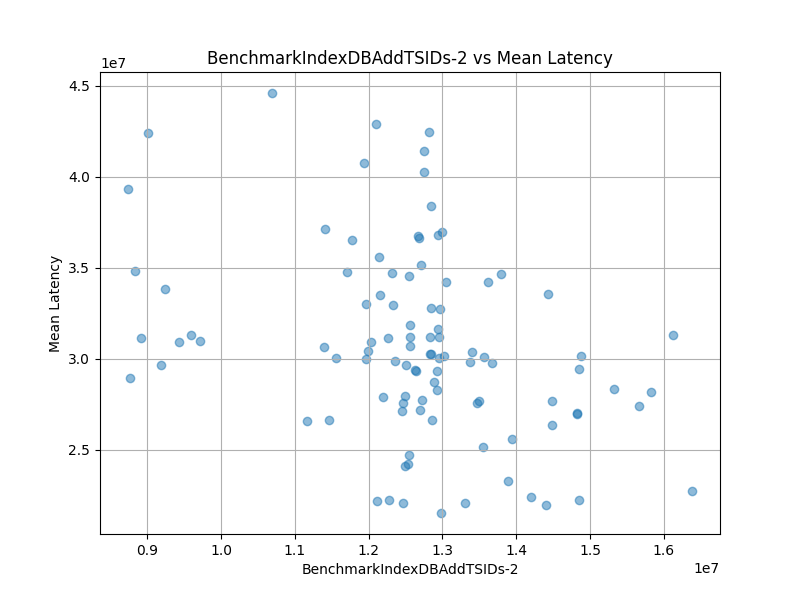 BenchmarkIndexDBAddTSIDs-2 vs Mean Latency
1e7
4.5
4.0
3.5
3.0
2.5
Mean Latency
0.9 1.0 1.1 1.2 1.3 1.4 1.5 1.6
1e7
BenchmarkIndexDBAddTSIDs-2